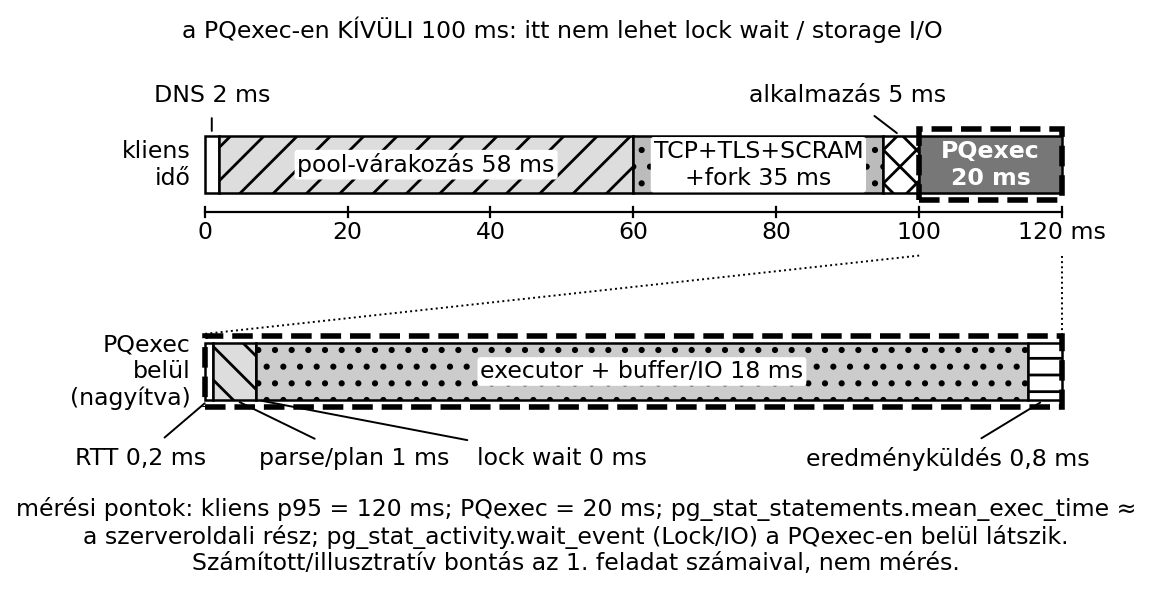 a PQexec-en KÍVÜLI 100 ms: itt nem lehet lock wait / storage I/O
DNS 2 ms
alkalmazás 5 ms
kliens
idő
pool-várakozás 58 ms
TCP+TLS+SCRAM
+fork 35 ms
PQexec
20 ms
0
20
40
60
80
100
120 ms
PQexec
belül
(nagyítva)
executor + buffer/IO 18 ms
RTT 0,2 ms
parse/plan 1 ms
lock wait 0 ms
eredményküldés 0,8 ms
mérési pontok: kliens p95 = 120 ms; PQexec = 20 ms; pg_stat_statements.mean_exec_time ≈
a szerveroldali rész; pg_stat_activity.wait_event (Lock/IO) a PQexec-en belül látszik.
Számított/illusztratív bontás az 1. feladat számaival, nem mérés.